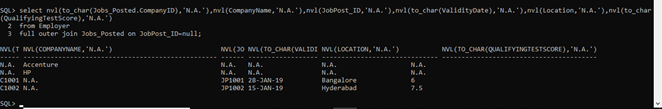 SQL> select nvl(to_char(Jobs_Posted.CompanyID),'N.A.'),nvl(CompanyName,'N.A.'),nvl(JobPost_ID,'N.A.'),nvl(to_char(ValidityDate),'N.A.'),nvl(Location,'N.A.'),nvl(to_char
(QualifyingTestScore),'N.A.')
2 from Employer
3 full outer join Jobs_Posted on JobPost_ID=null;
NVL(T NVL(COMPANYNAME,'N.A.') NVL(JO NVL(TO_CHAR(VALIDI NVL(LOCATION,'N.A.') NVL(TO_CHAR(QUALIFYINGTESTSCORE),'N.A.')
N.A. Accenture N.A. N.A. N.A. N.A.
N.A. HP N.A. N.A. N.A. N.A.
C1001 N.A. JP1001 28-JAN-19 Bangalore 6
C1002 N.A. JP1002 15-JAN-19 Hyderabad 7.5
SQL>